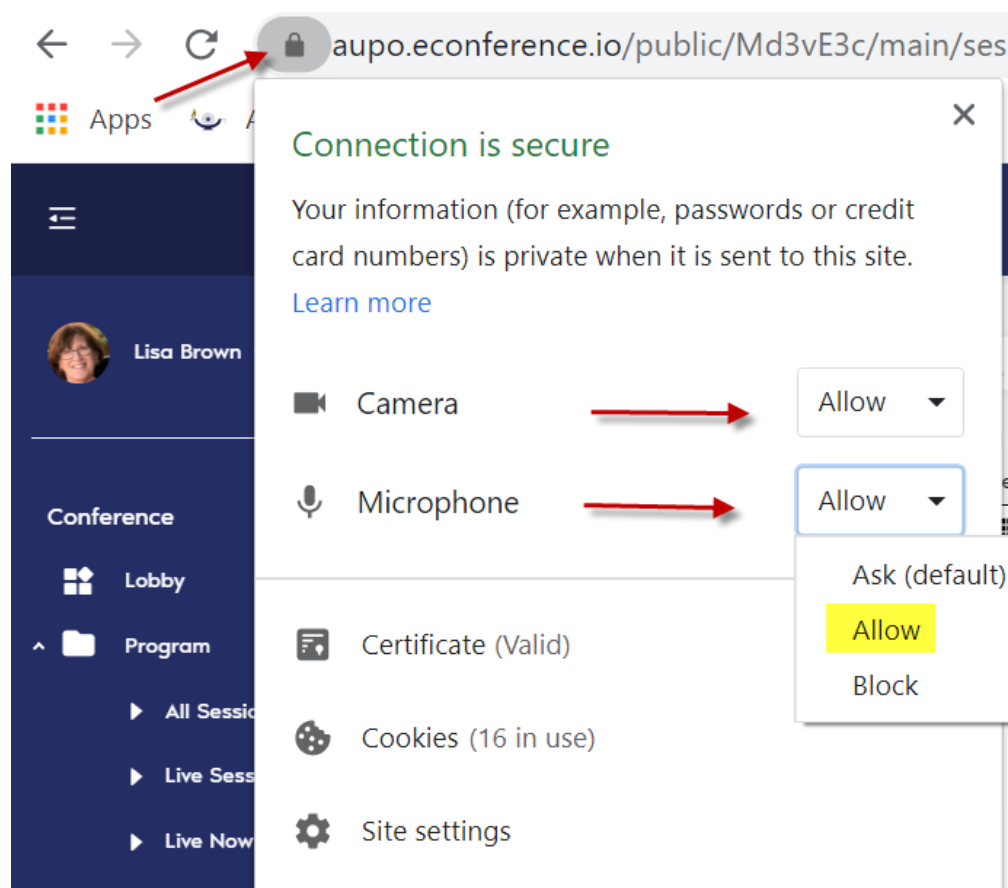 aupo.econference.io/public/Md3vE3c/main/ses
Apps
Connection is secure
Your information (for example, passwords or credit
card numbers) is private when it is sent to this site.
Learn more
Lisa Brown
Camera
Allow
Microphone
Allow
Ask (default)
Allow
Block
Conference
Lobby
Program
All Sessio
Live Sess
Live Now
Certificate (Valid)
Cookies (16 in use)
Site settings